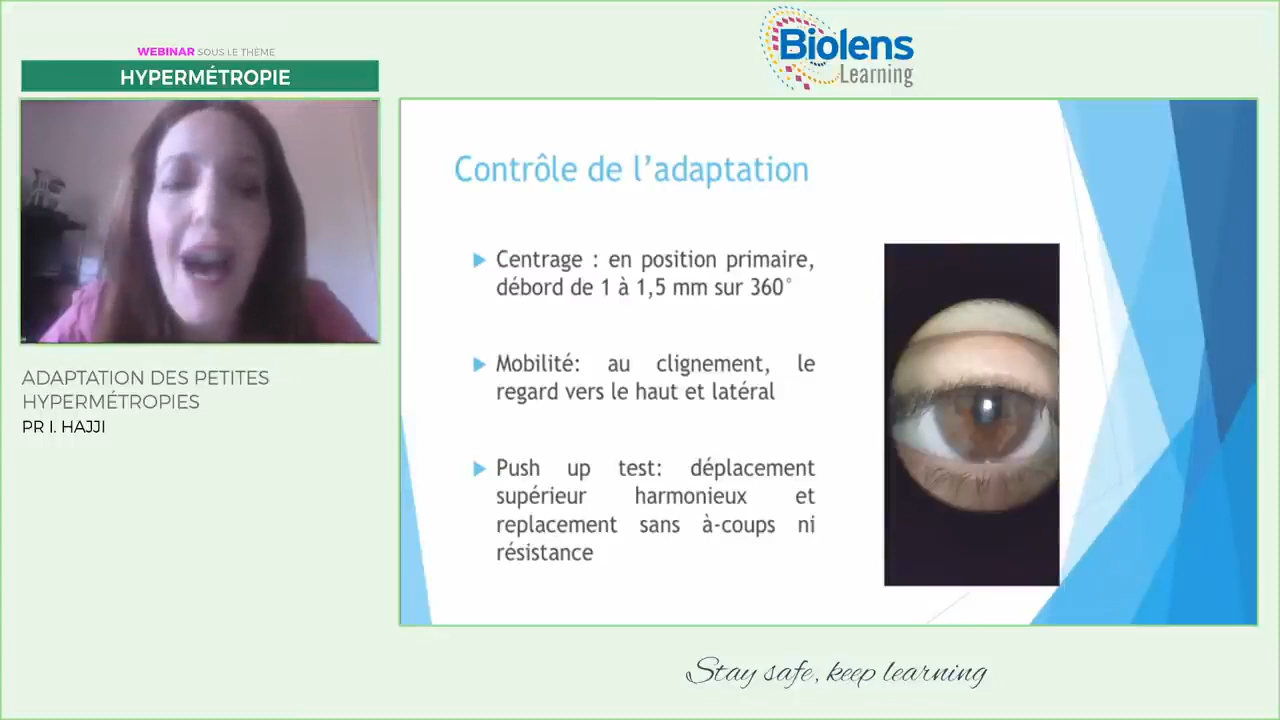 WEBINAR SOUS LE THÈME
HYPERMÉTROPIE
Biolens
Learning
ADAPTATION DES PETITES
HYPERMÉTROPIES
PR I. HAJJI
Contrôle de l'adaptation
Centrage : en position primaire,
débord de 1 à 1,5 mm sur 360°
Mobilité: au clignement, le
regard vers le haut et latéral
Push up test: déplacement
supérieur harmonieux et
replacement sans à-coups ni
résistance
Stay safe, keep learning